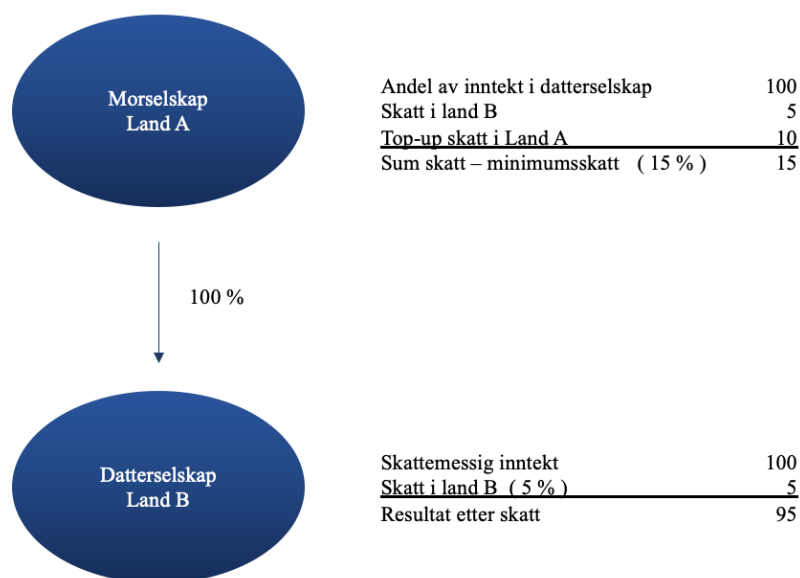 Morselskap
Land A
Andel av inntekt i datterselskap 100
Skatt i land B 5
Top-up skatt i Land A 10
Sum skatt – minimumsskatt ( 15 % ) 15
100 %
Datterselskap
Land B
Skattemessig inntekt 100
Skatt i land B ( 5 % ) 5
Resultat etter skatt 95